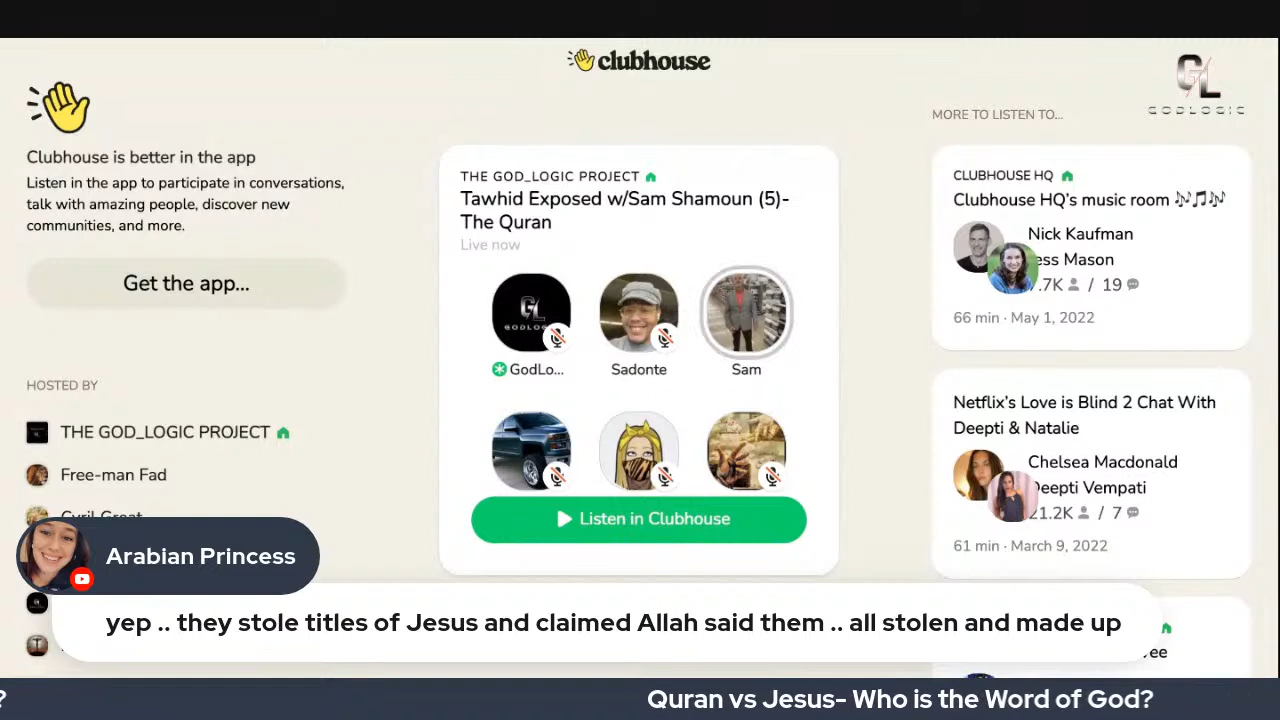 clubhouse
GL
GODLOGIC
Clubhouse is better in the app
Listen in the app to participate in conversations,
talk with amazing people, discover new
communities, and more.
Get the app...
HOSTED BY
THE GOD_LOGIC PROJECT
Free-man Fad
Cyril Great
THE GOD_LOGIC PROJECT
Tawhid Exposed w/Sam Shamoun (5)-
The Quran
Live now
GL
GodLo...
Sadonte
Sam
Listen in Clubhouse
MORE TO LISTEN TO...
CLUBHOUSE HQ
Clubhouse HQ's music room 🎶🎵🎶
Nick Kaufman
ess Mason
.7K / 19
66 min · May 1, 2022
Netflix's Love is Blind 2 Chat With
Deepti & Natalie
Chelsea Macdonald
Deepti Vempati
21.2K / 7
61 min · March 9, 2022
Arabian Princess
yep .. they stole titles of Jesus and claimed Allah said them .. all stolen and made up
? Quran vs Jesus- Who is the Word of God?